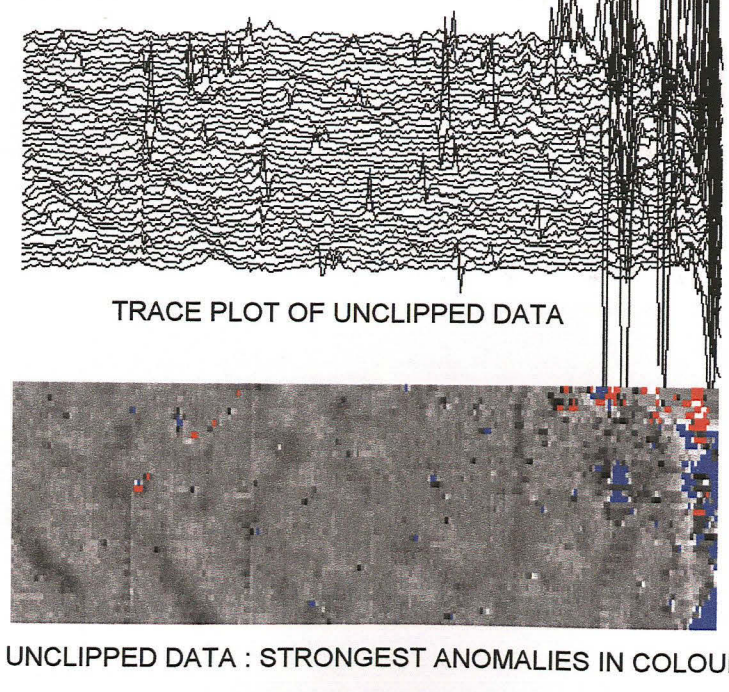 TRACE PLOT OF UNCLIPPED DATA
UNCLIPPED DATA : STRONGEST ANOMALIES IN COLOU